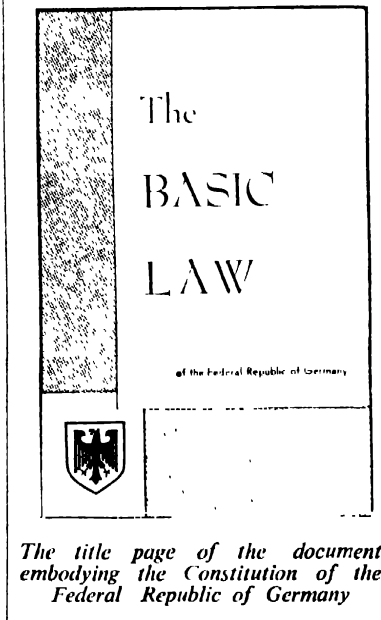 The
BASIC
LAW
of the Federal Republic of Germany
The title page of the document
embodying the Constitution of the
Federal Republic of Germany